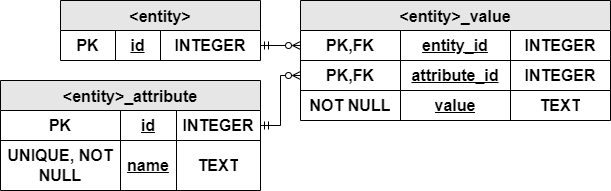 <entity>
PK id INTEGER
<entity>_value
PK,FK entity_id INTEGER
PK,FK attribute_id INTEGER
NOT NULL value TEXT
<entity>_attribute
PK id INTEGER
UNIQUE, NOT
NULL name TEXT